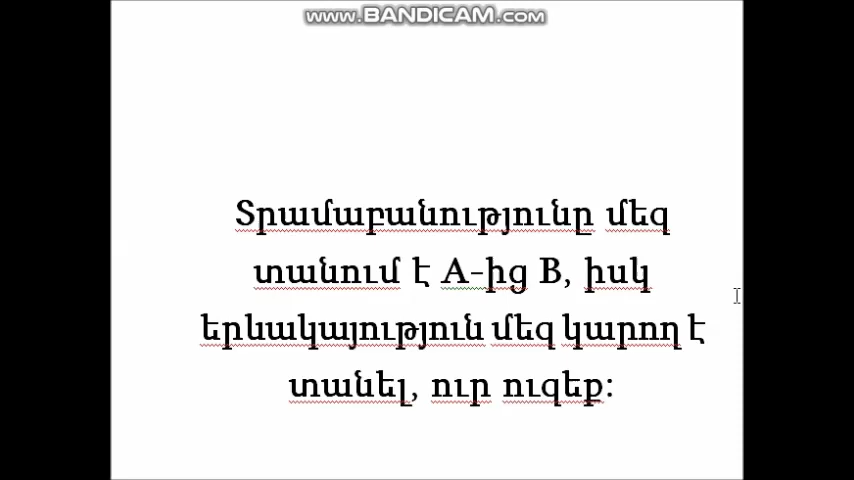 www.BANDICAM.com
Տրամաբանությունը մեզ
տանում է A-ից B, իսկ
երևակայություն մեզ կարող է
տանել, ուր ուզեք: